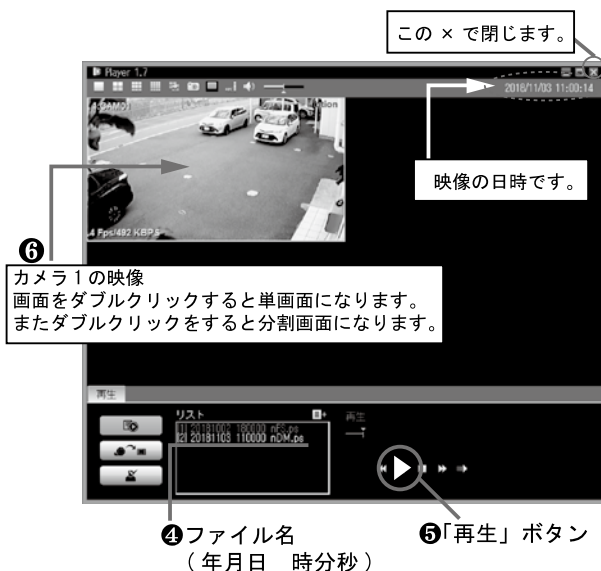 この × で閉じます。
Player 1.7
2018/11/03 11:00:14
映像の日時です。
4 Fps/492 KBPS
❻
カメラ１の映像
画面をダブルクリックすると単画面になります。
またダブルクリックをすると分割画面になります。
再生
リスト
再生
[1] 20181003 180000 nFS.ps
[2] 20181103 110000 nDM.ps
❹ファイル名
（年月日　時分秒）
❺「再生」ボタン